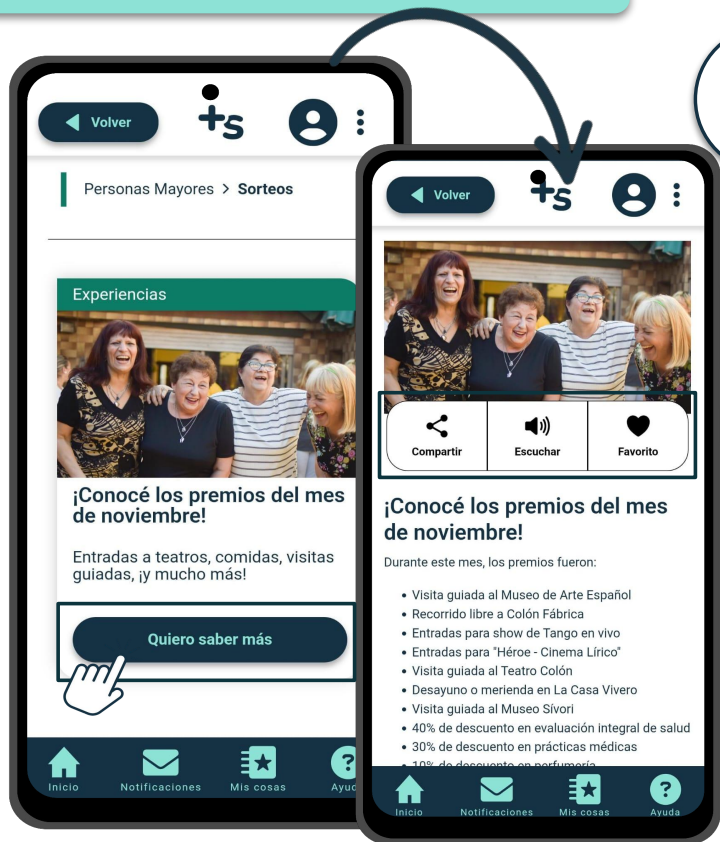 Volver
+s
Personas Mayores > Sorteos
Experiencias
¡Conocé los premios del mes
de noviembre!
Entradas a teatros, comidas, visitas
guiadas, ¡y mucho más!
Quiero saber más
Inicio
Notificaciones
Mis cosas
?
Volver
+s
Compartir
Escuchar
Favorito
¡Conocé los premios del mes
de noviembre!
Durante este mes, los premios fueron:
• Visita guiada al Museo de Arte Español
• Recorrido libre a Colón Fábrica
• Entradas para show de Tango en vivo
• Entradas para "Héroe - Cinema Lírico"
• Visita guiada al Teatro Colón
• Desayuno o merienda en La Casa Vivero
• Visita guiada al Museo Sívori
• 40% de descuento en evaluación integral de salud
• 30% de descuento en prácticas médicas
• 10% de descuento en perfumería
Inicio
Notificaciones
Mis cosas
?
Ayuda